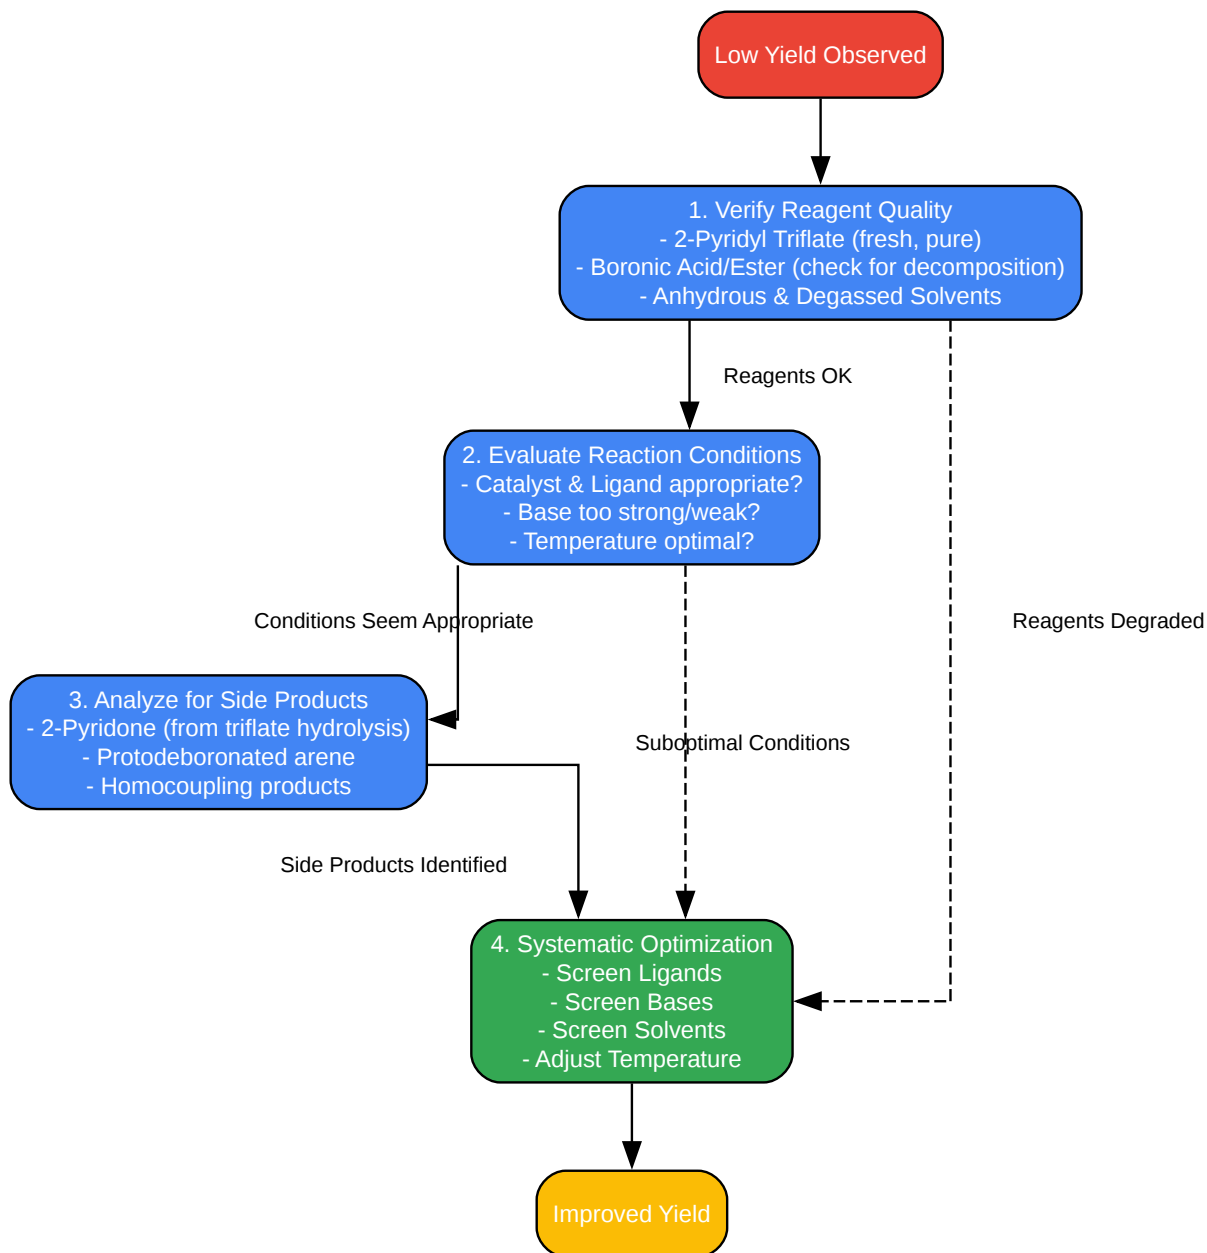 Low Yield Observed
1. Verify Reagent Quality
- 2-Pyridyl Triflate (fresh, pure)
- Boronic Acid/Ester (check for decomposition)
- Anhydrous & Degassed Solvents
Reagents OK
2. Evaluate Reaction Conditions
- Catalyst & Ligand appropriate?
- Base too strong/weak?
- Temperature optimal?
Conditions Seem Appropriate
Reagents Degraded
3. Analyze for Side Products
- 2-Pyridone (from triflate hydrolysis)
- Protodeboronated arene
- Homocoupling products
Suboptimal Conditions
Side Products Identified
4. Systematic Optimization
- Screen Ligands
- Screen Bases
- Screen Solvents
- Adjust Temperature
Improved Yield